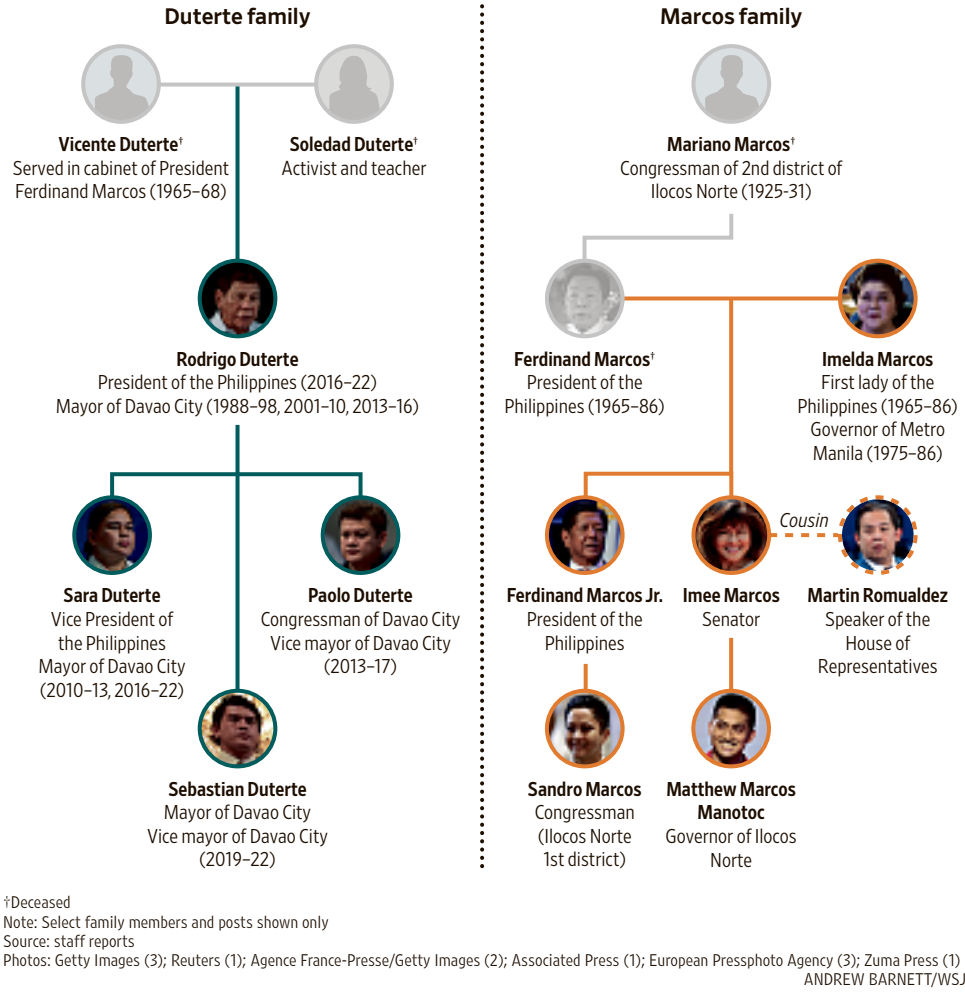 Duterte family
Vicente Duterte†
Served in cabinet of President
Ferdinand Marcos (1965–68)
Soledad Duterte†
Activist and teacher
Rodrigo Duterte
President of the Philippines (2016–22)
Mayor of Davao City (1988–98, 2001–10, 2013–16)
Sara Duterte
Vice President of
the Philippines
Mayor of Davao City
(2010–13, 2016–22)
Paolo Duterte
Congressman of Davao City
Vice mayor of Davao City
(2013–17)
Sebastian Duterte
Mayor of Davao City
Vice mayor of Davao City
(2019–22)
Marcos family
Mariano Marcos†
Congressman of 2nd district of
Ilocos Norte (1925-31)
Ferdinand Marcos†
President of the
Philippines (1965–86)
Imelda Marcos
First lady of the
Philippines (1965–86)
Governor of Metro
Manila (1975–86)
Ferdinand Marcos Jr.
President of the
Philippines
Imee Marcos
Senator
Cousin
Martin Romualdez
Speaker of the
House of
Representatives
Sandro Marcos
Congressman
(Ilocos Norte
1st district)
Matthew Marcos
Manotoc
Governor of Ilocos
Norte
†Deceased
Note: Select family members and posts shown only
Source: staff reports
Photos: Getty Images (3); Reuters (1); Agence France-Presse/Getty Images (2); Associated Press (1); European Pressphoto Agency (3); Zuma Press (1)
ANDREW BARNETT/WSJ